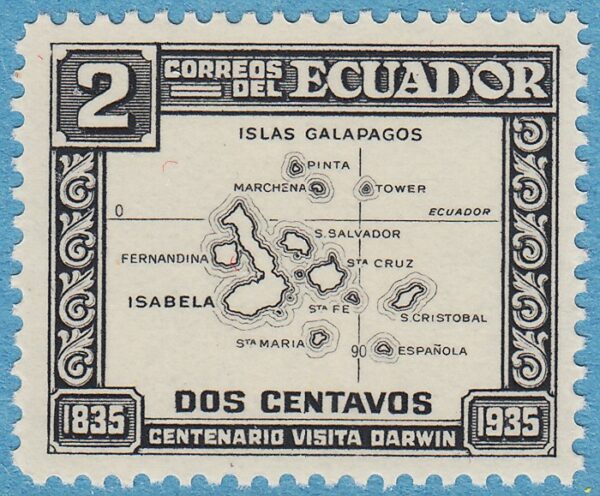 2
CORREOS
DEL
ECUADOR
ISLAS GALAPAGOS
PINTA
MARCHENA
TOWER
0
ECUADOR
S. SALVADOR
FERNANDINA
STA CRUZ
ISABELA
STA FE
S. CRISTOBAL
STA MARIA
90
ESPAÑOLA
DOS CENTAVOS
1835
CENTENARIO VISITA DARWIN
1935